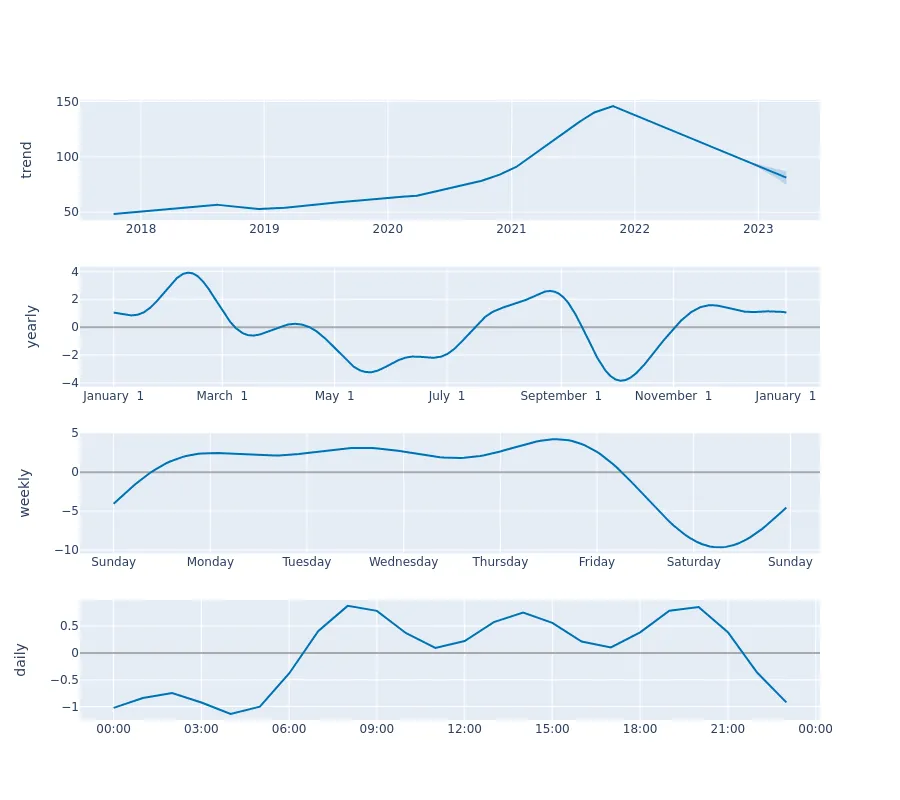 trend
150
100
50
2018 2019 2020 2021 2022 2023
yearly
4
2
0
−2
−4
January 1 March 1 May 1 July 1 September 1 November 1 January 1
weekly
5
0
−5
−10
Sunday Monday Tuesday Wednesday Thursday Friday Saturday Sunday
daily
0.5
0
−0.5
−1
00:00 03:00 06:00 09:00 12:00 15:00 18:00 21:00 00:00